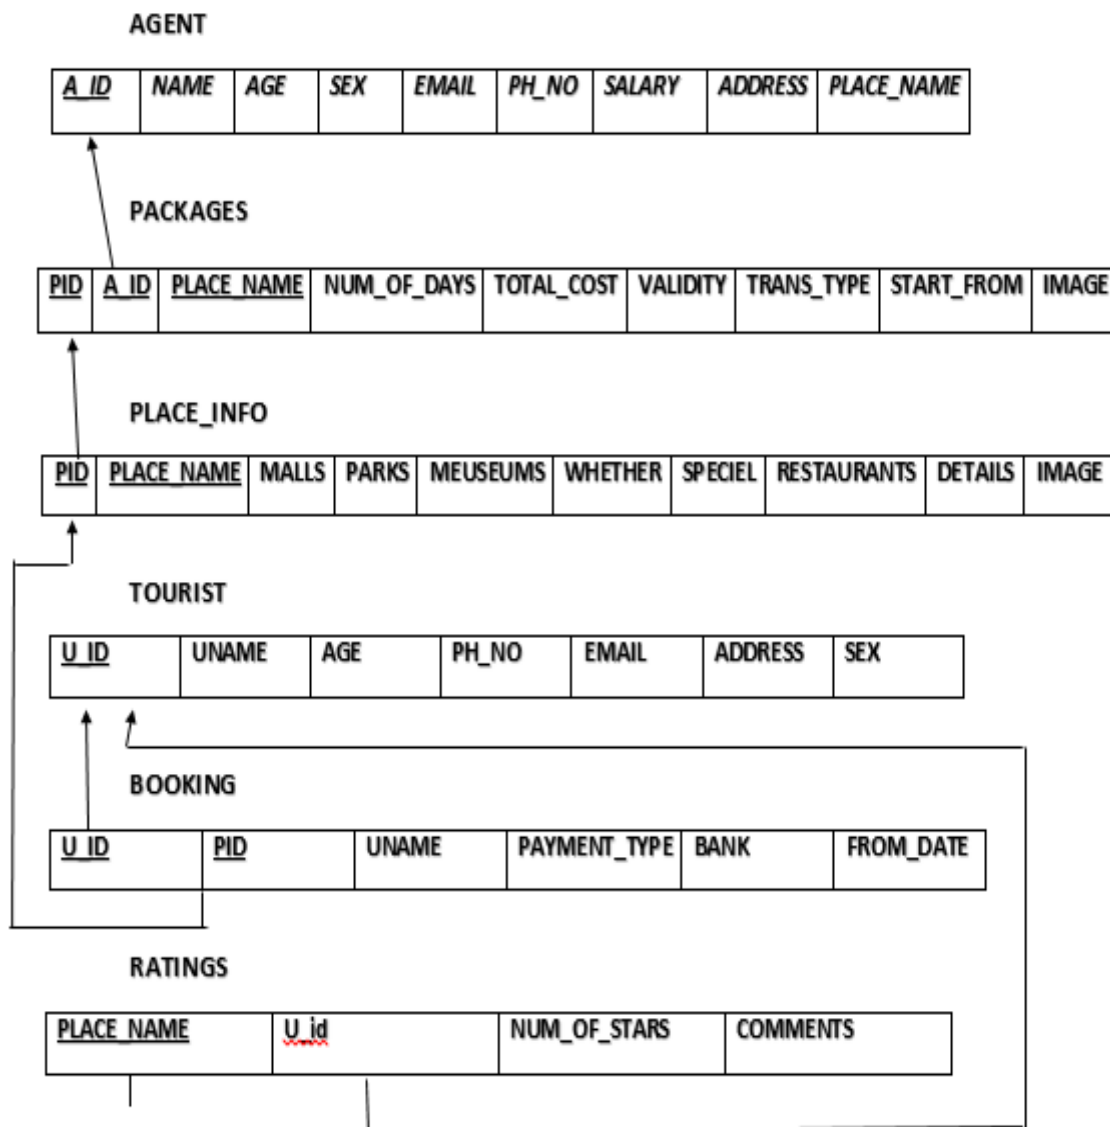 AGENT
A_ID NAME AGE SEX EMAIL PH_NO SALARY ADDRESS PLACE_NAME
PACKAGES
PID A_ID PLACE_NAME NUM_OF_DAYS TOTAL_COST VALIDITY TRANS_TYPE START_FROM IMAGE
PLACE_INFO
PID PLACE_NAME MALLS PARKS MEUSEUMS WHETHER SPECIEL RESTAURANTS DETAILS IMAGE
TOURIST
U_ID UNAME AGE PH_NO EMAIL ADDRESS SEX
BOOKING
U_ID PID UNAME PAYMENT_TYPE BANK FROM_DATE
RATINGS
PLACE_NAME U_id NUM_OF_STARS COMMENTS